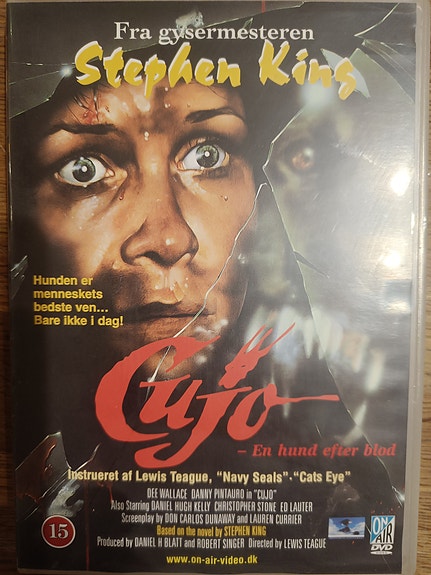 Fra gysermesteren
Stephen King
Hunden er
menneskets
bedste ven...
Bare ikke i dag!
Cujo
– En hund efter blod
Instrueret af Lewis Teague, "Navy Seals"·"Cats Eye"
DEE WALLACE DANNY PINTAURO in "CUJO"
Also Starring DANIEL HUGH KELLY, CHRISTOPHER STONE, ED LAUTER
Screenplay by DON CARLOS DUNAWAY and LAUREN CURRIER
Based on the novel by STEPHEN KING
Produced by DANIEL H BLATT and ROBERT SINGER Directed by LEWIS TEAGUE
15
www.on-air-video.dk
ON
AIR
DVD